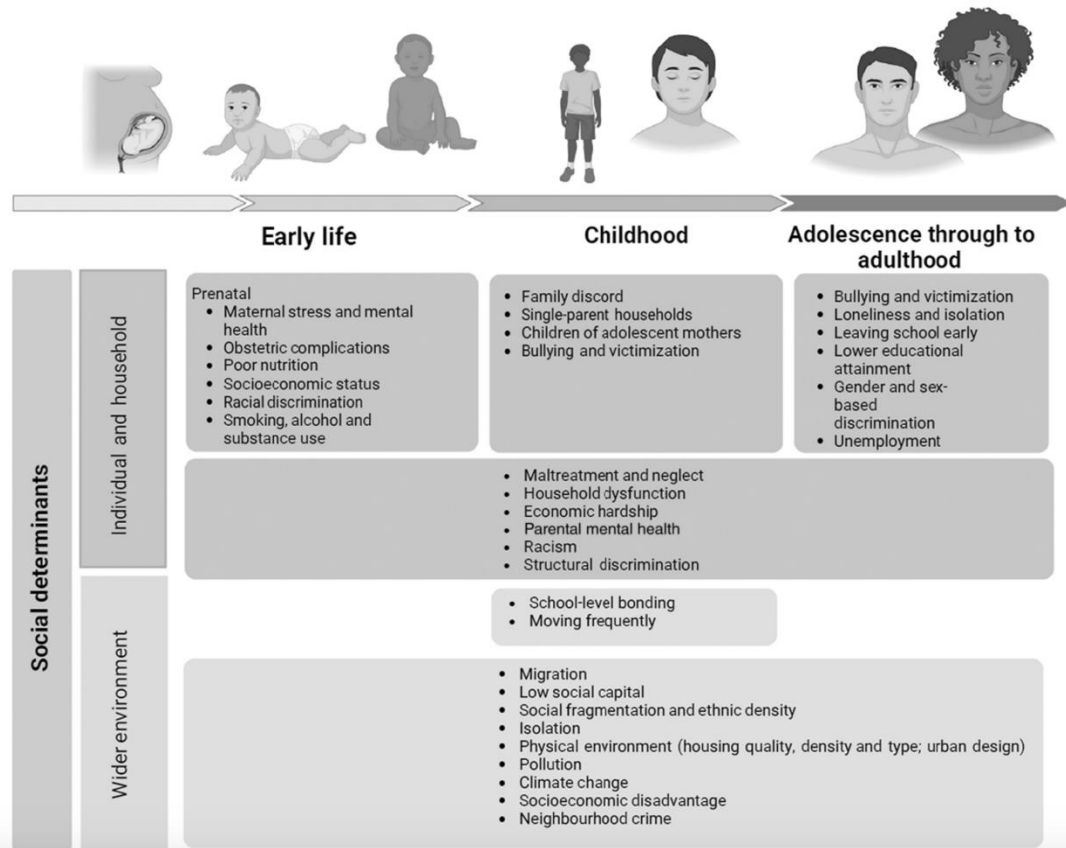 Early life
Childhood
Adolescence through to
adulthood
Social determinants
Individual and household
Prenatal
• Maternal stress and mental
health
• Obstetric complications
• Poor nutrition
• Socioeconomic status
• Racial discrimination
• Smoking, alcohol and
substance use
• Family discord
• Single-parent households
• Children of adolescent mothers
• Bullying and victimization
• Bullying and victimization
• Loneliness and isolation
• Leaving school early
• Lower educational
attainment
• Gender and sex-
based
discrimination
• Unemployment
• Maltreatment and neglect
• Household dysfunction
• Economic hardship
• Parental mental health
• Racism
• Structural discrimination
Wider environment
• School-level bonding
• Moving frequently
• Migration
• Low social capital
• Social fragmentation and ethnic density
• Isolation
• Physical environment (housing quality, density and type; urban design)
• Pollution
• Climate change
• Socioeconomic disadvantage
• Neighbourhood crime